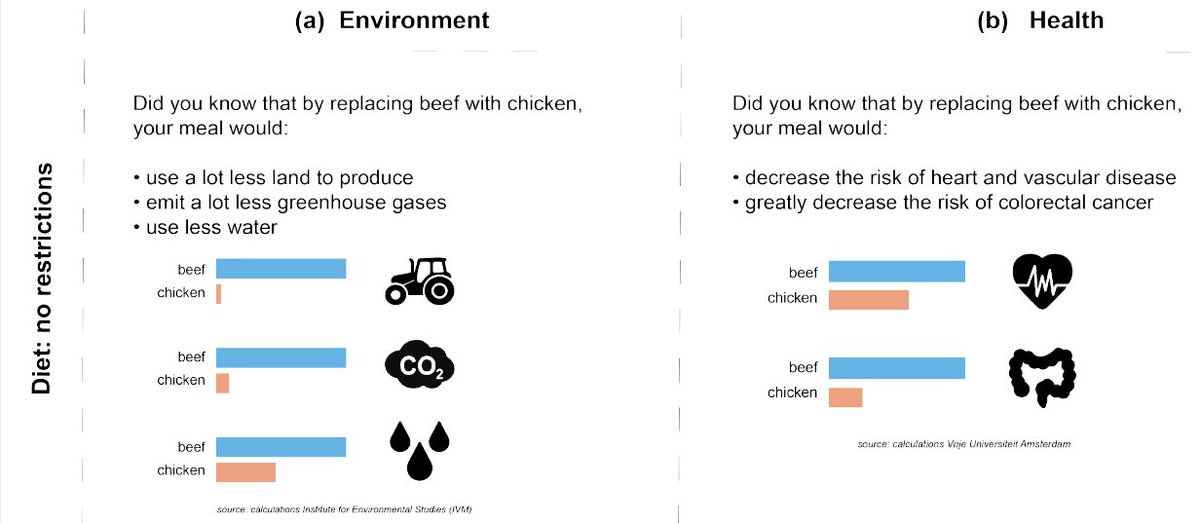 (a) Environment
(b) Health
Diet: no restrictions
Did you know that by replacing beef with chicken,
your meal would:
• use a lot less land to produce
• emit a lot less greenhouse gases
• use less water
beef
chicken
beef
chicken
CO2
beef
chicken
source: calculations Institute for Environmental Studies (IVM)
Did you know that by replacing beef with chicken,
your meal would:
• decrease the risk of heart and vascular disease
• greatly decrease the risk of colorectal cancer
beef
chicken
beef
chicken
source: calculations Vrije Universiteit Amsterdam